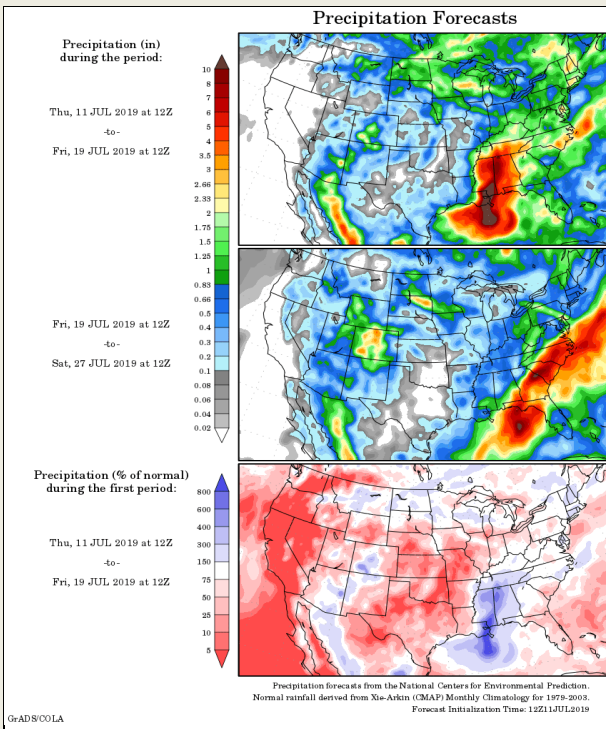 Precipitation Forecasts
Precipitation (in)
during the period:
Thu, 11 JUL 2019 at 12Z
-to-
Fri, 19 JUL 2019 at 12Z
10
8
7
6
5
4
3.5
3
2.66
2.33
2
1.75
1.5
1.25
1
0.83
0.66
0.5
0.4
0.3
0.2
0.1
0.08
0.06
0.04
0.02
Fri, 19 JUL 2019 at 12Z
-to-
Sat, 27 JUL 2019 at 12Z
Precipitation (% of normal)
during the first period:
Thu, 11 JUL 2019 at 12Z
-to-
Fri, 19 JUL 2019 at 12Z
800
600
400
300
150
75
50
25
10
5
Precipitation forecasts from the National Centers for Environmental Prediction.
Normal rainfall derived from Xie-Arkin (CMAP) Monthly Climatology for 1979-2003.
Forecast Initialization Time: 12Z11JUL2019
GrADS/COLA